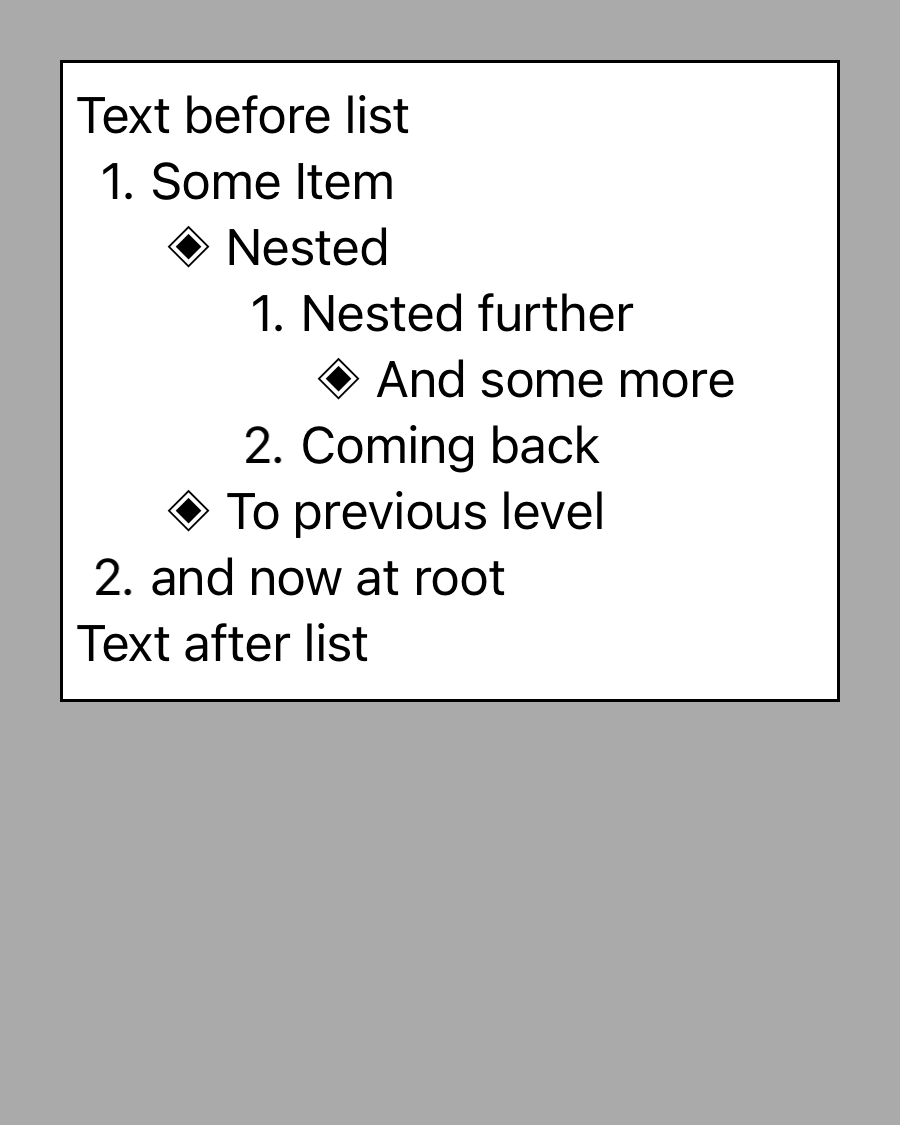 Text before list
1. Some Item
◈ Nested
1. Nested further
◈ And some more
2. Coming back
◈ To previous level
2. and now at root
Text after list